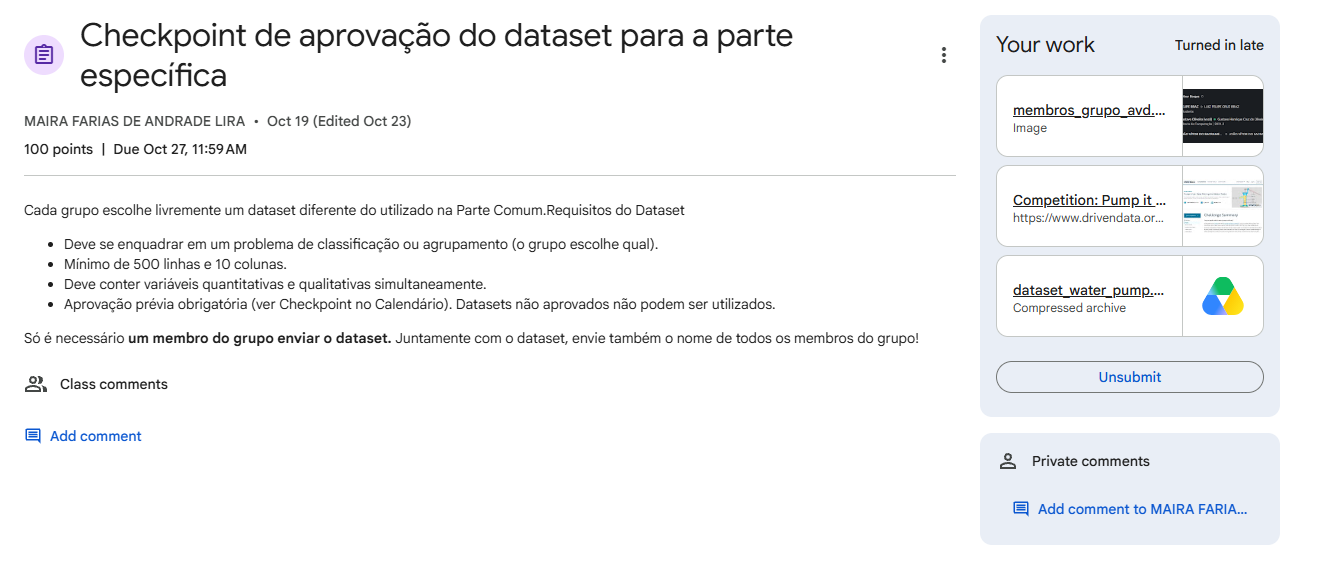 Checkpoint de aprovação do dataset para a parte
específica
MAIRA FARIAS DE ANDRADE LIRA • Oct 19 (Edited Oct 23)
100 points | Due Oct 27, 11:59 AM
Cada grupo escolhe livremente um dataset diferente do utilizado na Parte Comum.Requisitos do Dataset
• Deve se enquadrar em um problema de classificação ou agrupamento (o grupo escolhe qual).
• Mínimo de 500 linhas e 10 colunas.
• Deve conter variáveis quantitativas e qualitativas simultaneamente.
• Aprovação prévia obrigatória (ver Checkpoint no Calendário). Datasets não aprovados não podem ser utilizados.
Só é necessário um membro do grupo enviar o dataset. Juntamente com o dataset, envie também o nome de todos os membros do grupo!
Class comments
Add comment
Your work
Turned in late
membros_grupo_avd....
Image
Competition: Pump it ...
https://www.drivendata.or...
dataset_water_pump....
Compressed archive
Unsubmit
Private comments
Add comment to MAIRA FARIA...